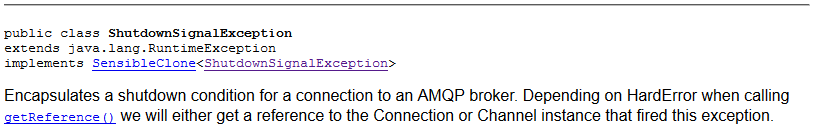 public class ShutdownSignalException
extends java.lang.RuntimeException
implements SensibleClone<ShutdownSignalException>
Encapsulates a shutdown condition for a connection to an AMQP broker. Depending on HardError when calling
getReference() we will either get a reference to the Connection or Channel instance that fired this exception.